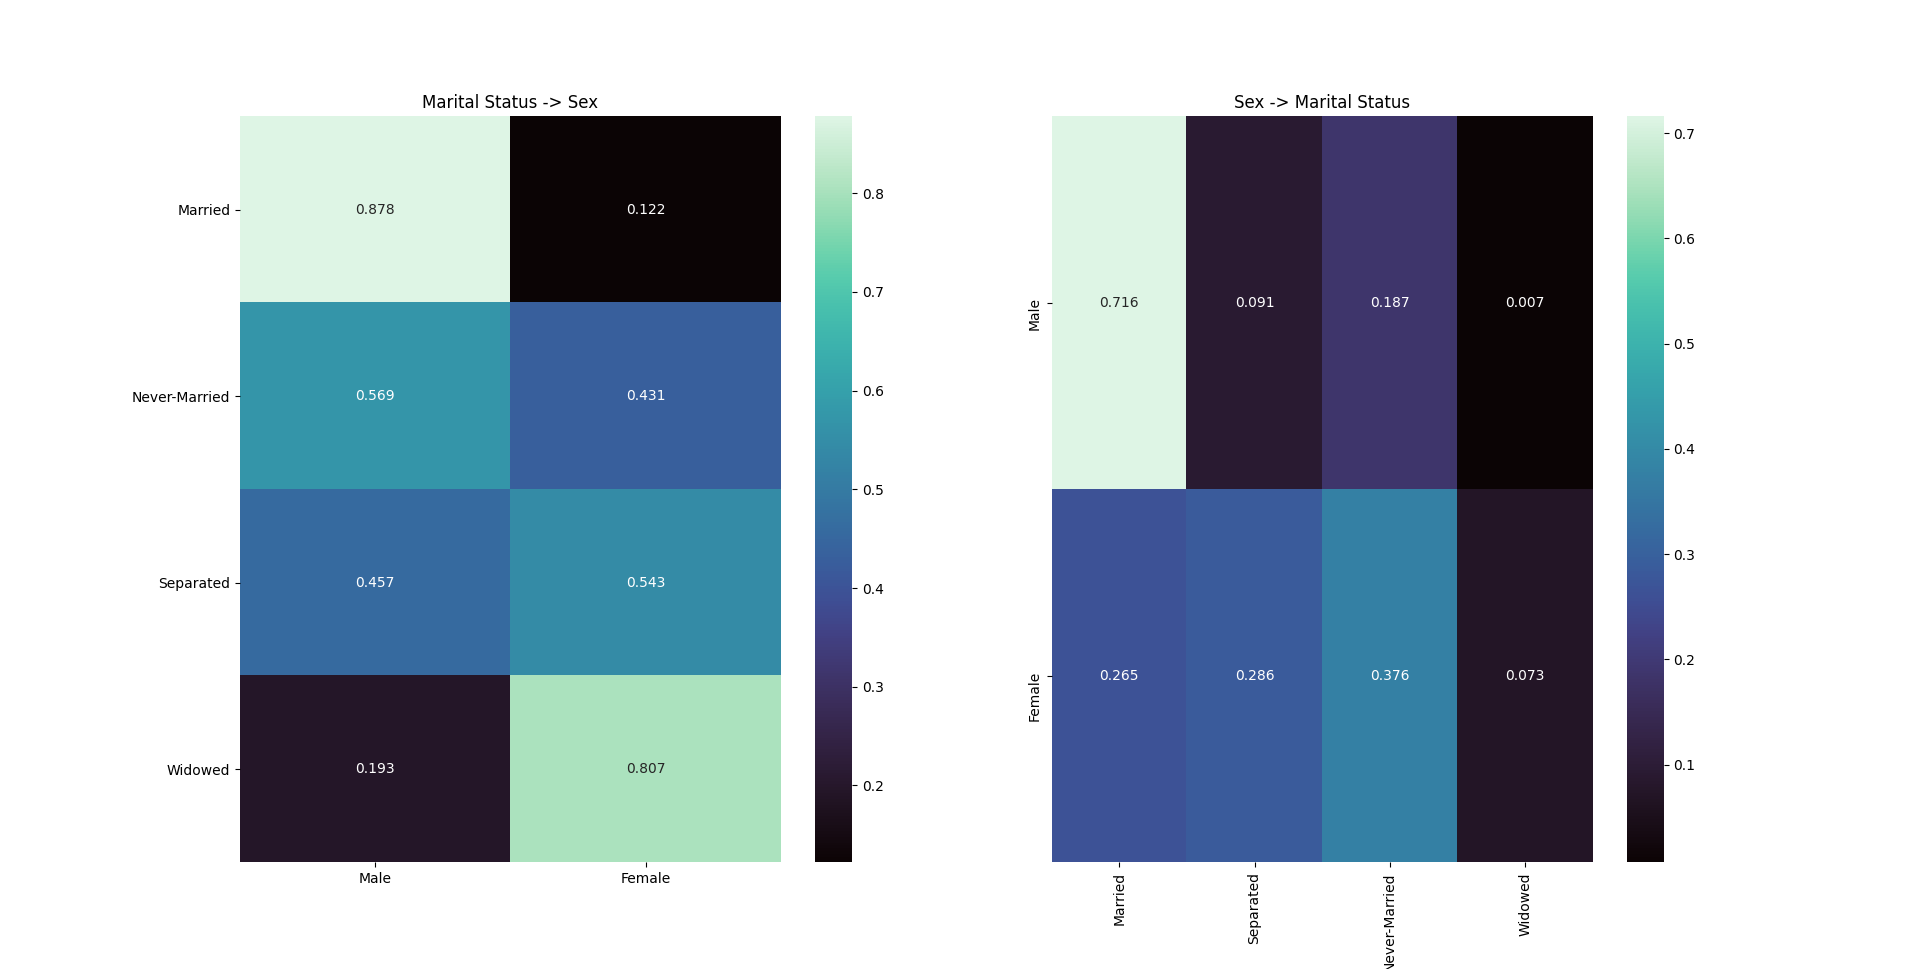 Marital Status -> Sex
Married
0.878
0.122
0.8
0.7
Never-Married
0.569
0.431
0.6
0.5
Separated
0.457
0.543
0.4
0.3
Widowed
0.193
0.807
0.2
Male
Female
Sex -> Marital Status
Male
0.716
0.091
0.187
0.007
Female
0.265
0.286
0.376
0.073
0.7
0.6
0.5
0.4
0.3
0.2
0.1
Married
Separated
Never-Married
Widowed